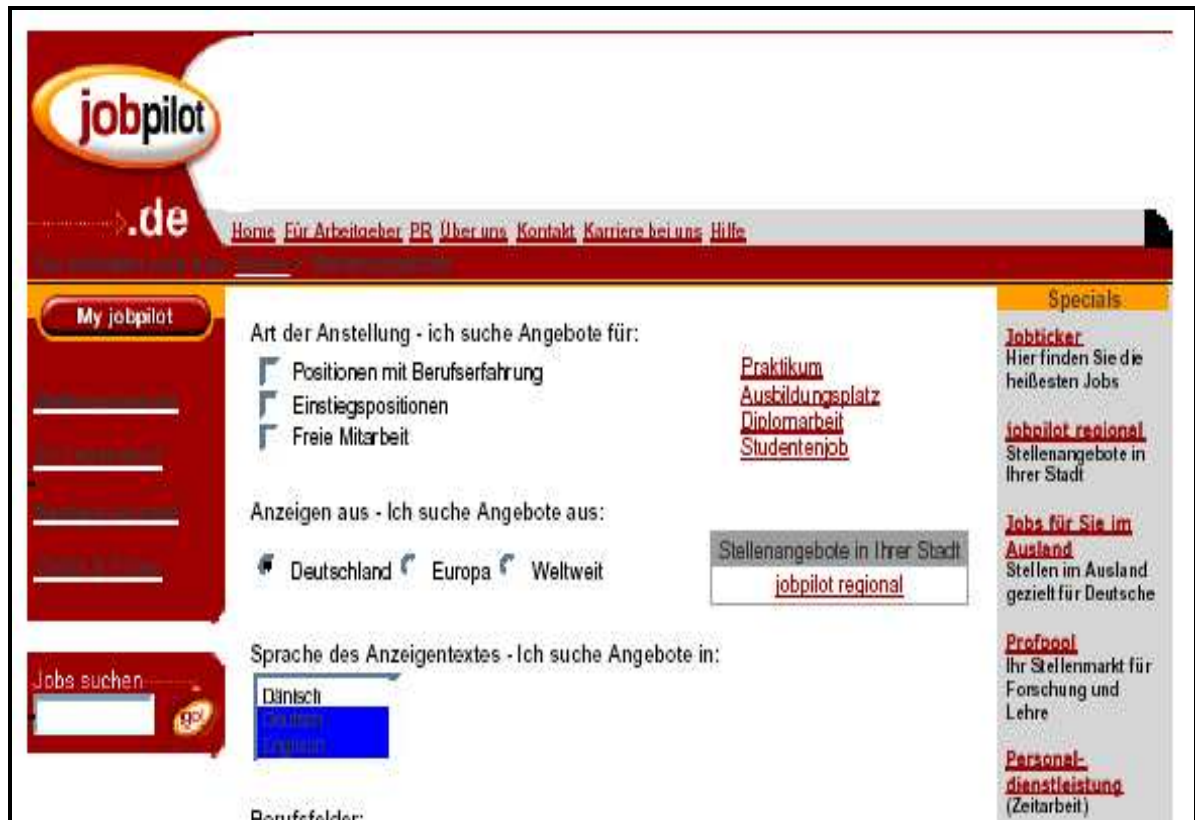 jobpilot
.de
Home Für Arbeitgeber PR Über uns Kontakt Karriere bei uns Hilfe
My jobpilot
Jobs suchen
go!
Art der Anstellung - ich suche Angebote für:
Positionen mit Berufserfahrung
Einstiegspositionen
Freie Mitarbeit
Praktikum
Ausbildungsplatz
Diplomarbeit
Studentenjob
Anzeigen aus - Ich suche Angebote aus:
Deutschland Europa Weltweit
Stellenangebote in Ihrer Stadt
jobpilot regional
Sprache des Anzeigentextes - Ich suche Angebote in:
Dänisch
Deutsch
Englisch
Berufsfelder:
Specials
Jobticker
Hier finden Sie die
heißesten Jobs
jobpilot regional
Stellenangebote in
Ihrer Stadt
Jobs für Sie im
Ausland
Stellen im Ausland
gezielt für Deutsche
Profpool
Ihr Stellenmarkt für
Forschung und
Lehre
Personal-
dienstleistung
(Zeitarbeit)